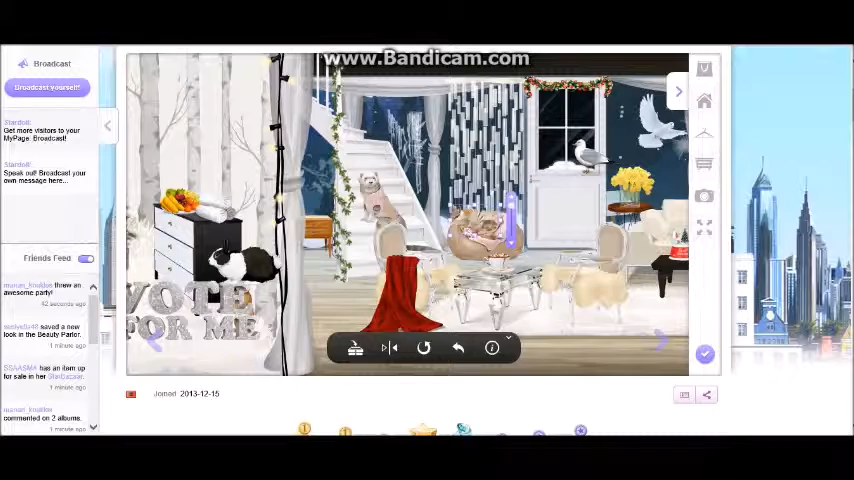 www.Bandicam.com
Broadcast
Broadcast yourself!
Stardoll:
Get more visitors to your
MyPage: Broadcast!
Stardoll:
Speak out! Broadcast your
own message here...
Friends Feed
threw an
awesome party!
42 seconds ago
saved a new
look in the Beauty Parlor.
1 minute ago
SSAASMA has an item up
for sale in her StarBazaar.
1 minute ago
commented on 2 albums.
1 minute ago
VOTE
FOR ME
Joined 2013-12-15